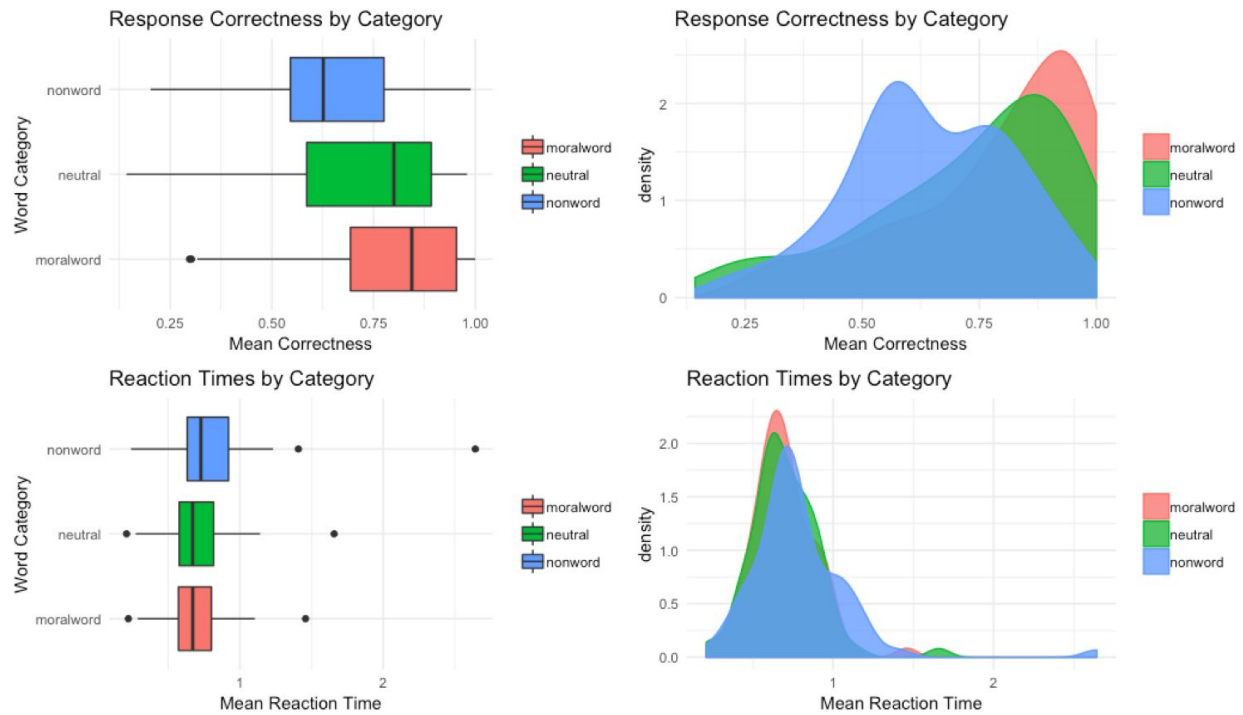 Response Correctness by Category
Word Category
nonword
neutral
moralword
0.25 0.50 0.75 1.00
Mean Correctness
moralword
neutral
nonword
Response Correctness by Category
density
2
1
0
0.25 0.50 0.75 1.00
Mean Correctness
moralword
neutral
nonword
Reaction Times by Category
Word Category
nonword
neutral
moralword
1 2
Mean Reaction Time
moralword
neutral
nonword
Reaction Times by Category
density
2.0
1.5
1.0
0.5
0.0
1 2
Mean Reaction Time
moralword
neutral
nonword